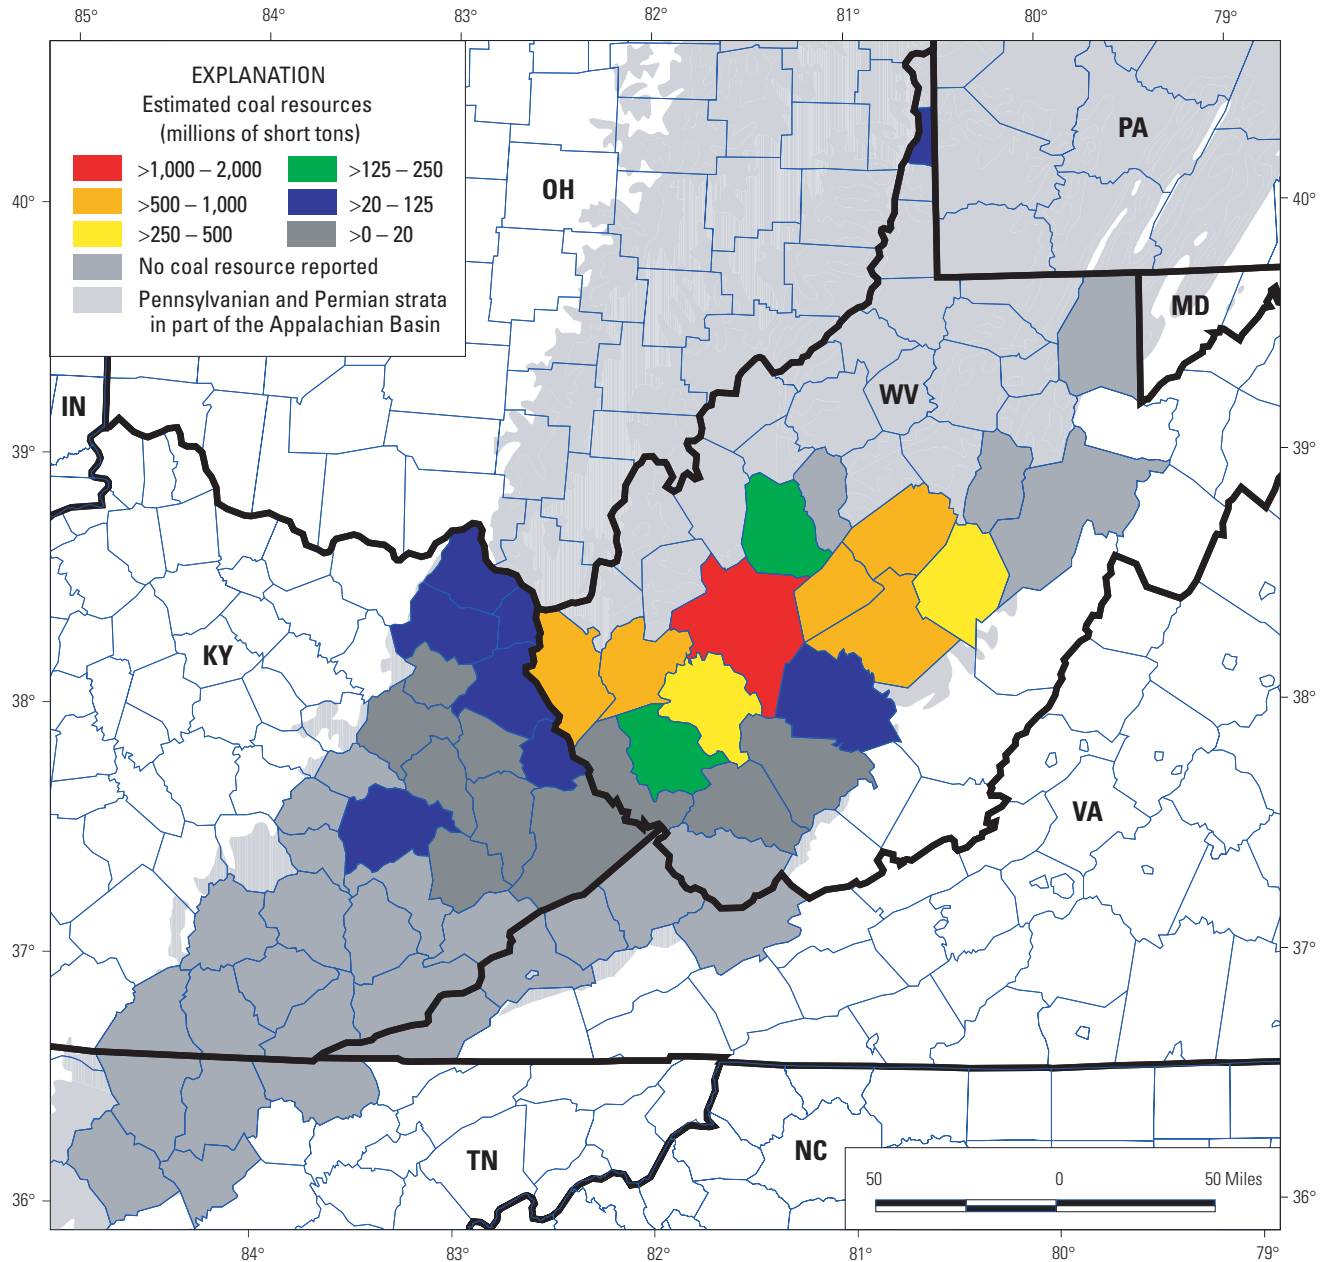 85° 83° 82° 81° 80° 79°
EXPLANATION
Estimated coal resources
(millions of short tons)
>1,000 – 2,000 >125 – 250
>500 – 1,000 >20 – 125
>250 – 500 >0 – 20
No coal resource reported
Pennsylvanian and Permian strata
in part of the Appalachian Basin
PA
OH
40° 40°
MD
WV
IN
39° 39°
KY
38° 38°
VA
37° 37°
TN
NC
50 0 50 Miles
36° 36°
84° 83° 82° 81° 80° 79°